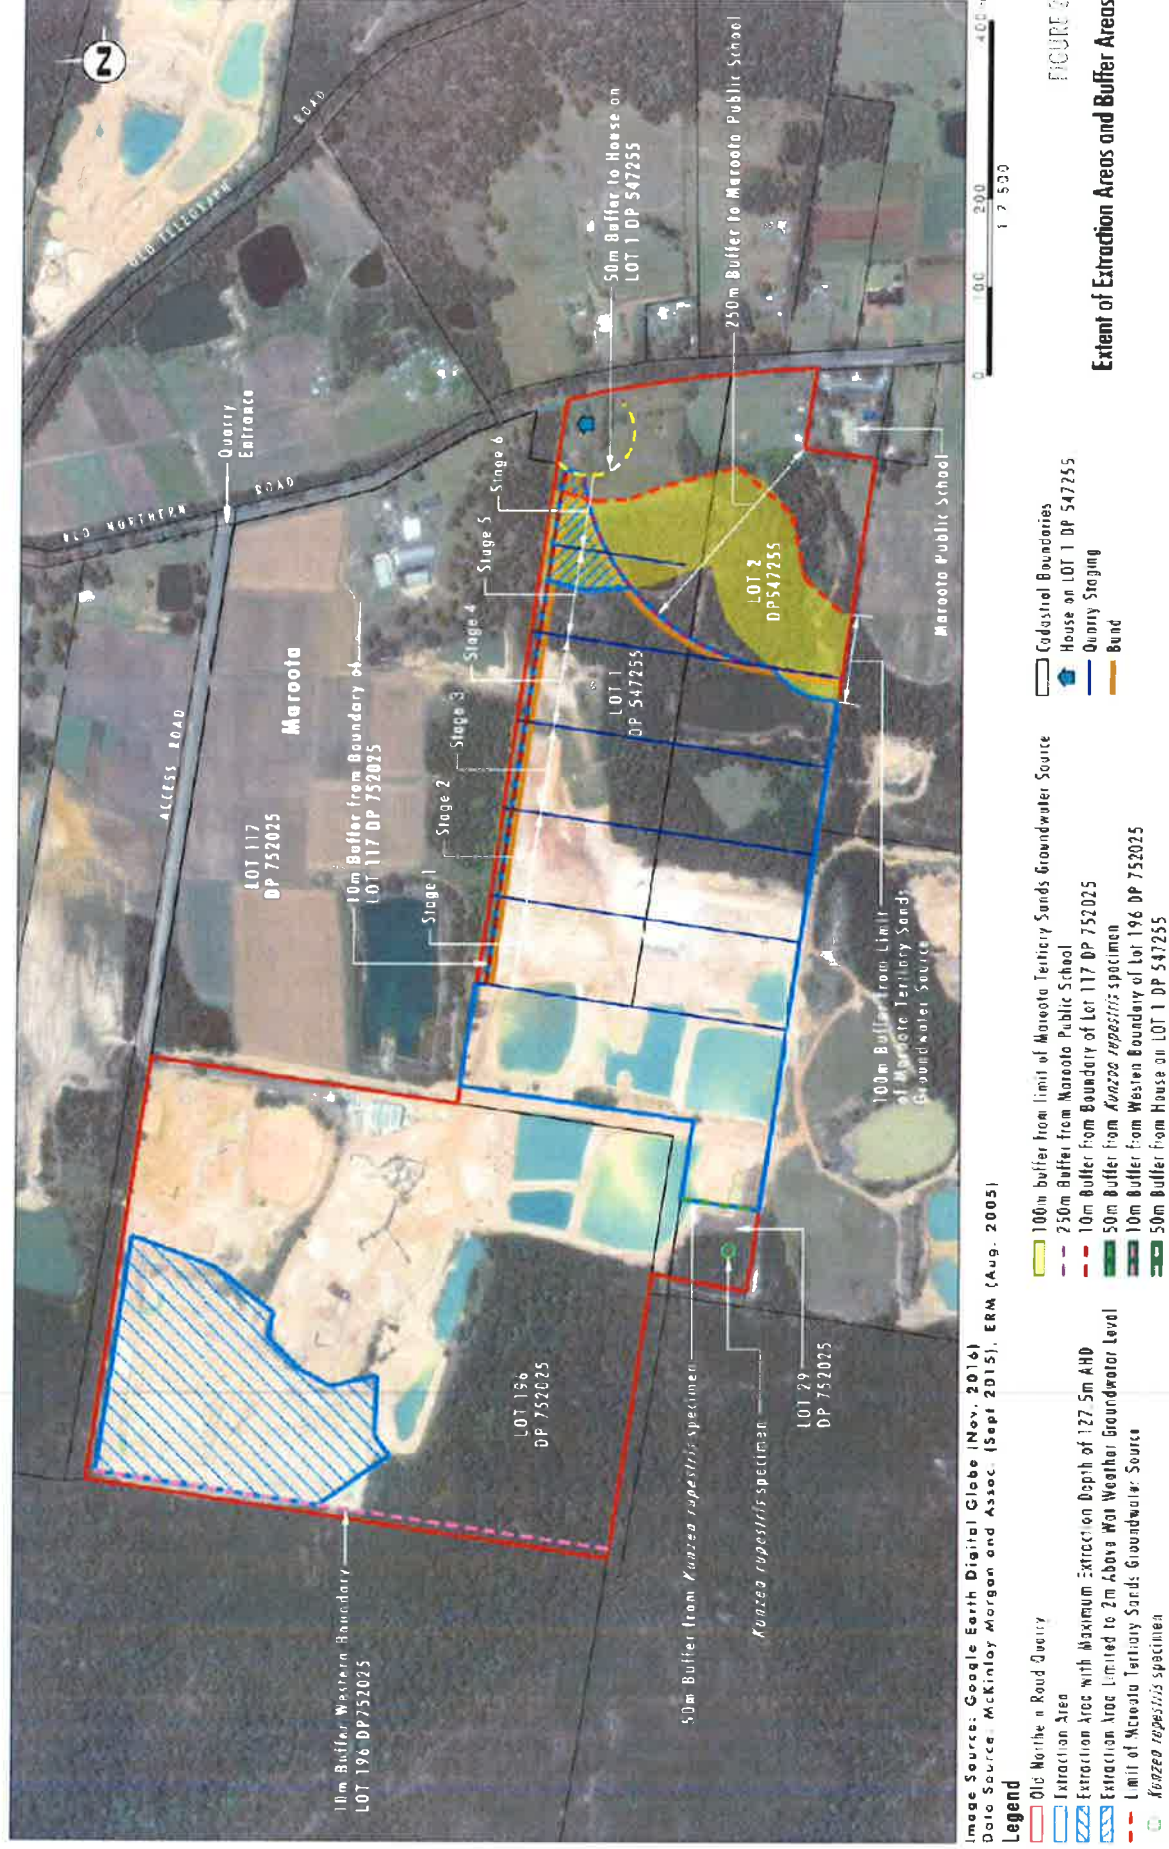 N
OLD TELEGRAPH
ROAD
OLD NORTHERN
ROAD
Quarry
Entrance
ACCESS ROAD
Maroota
LOT 117
DP 752025
10m Buffer from Boundary of
LOT 117 DP 752025
Stage 1
Stage 2
Stage 3
Stage 4
Stage 5
Stage 6
50m Buffer to House on
LOT 1 DP 547255
250m Buffer to Maroota Public School
LOT 1
DP 547255
LOT 2
DP547255
Maroota Public School
100m Buffer from Limit
of Maroota Tertiary Sands
Groundwater Source
LOT 196
DP 752025
LOT 29
DP 752025
50m Buffer from Kunzea rupestris specimen
Kunzea rupestris specimen
10m Buffer Western Boundary
LOT 196 DP752025
Image Source: Google Earth Digital Globe (Nov. 2016)
Data Source: McKinlay Morgan and Assoc. (Sept 2015), ERM (Aug. 2005)
0 100 200 400
1:7 500
Legend
Old Northern Road Quarry
Extraction Area
Extraction Area with Maximum Extraction Depth of 127.5m AHD
Extraction Area Limited to 2m Above Wet Weather Groundwater Level
Limit of Maroota Tertiary Sands Groundwater Source
Kunzea rupestris specimen
100m buffer from limit of Maroota Tertiary Sands Groundwater Source
250m Buffer from Maroota Public School
10m Buffer from Boundary of Lot 117 DP 752025
50m Buffer from Kunzea rupestris specimen
10m Buffer from Westen Boundary of Lot 196 DP 752025
50m Buffer from House on LOT 1 DP 547255
Cadastral Boundaries
House on LOT 1 DP 547255
Quarry Staging
Bund
FIGURE
Extent of Extraction Areas and Buffer Areas